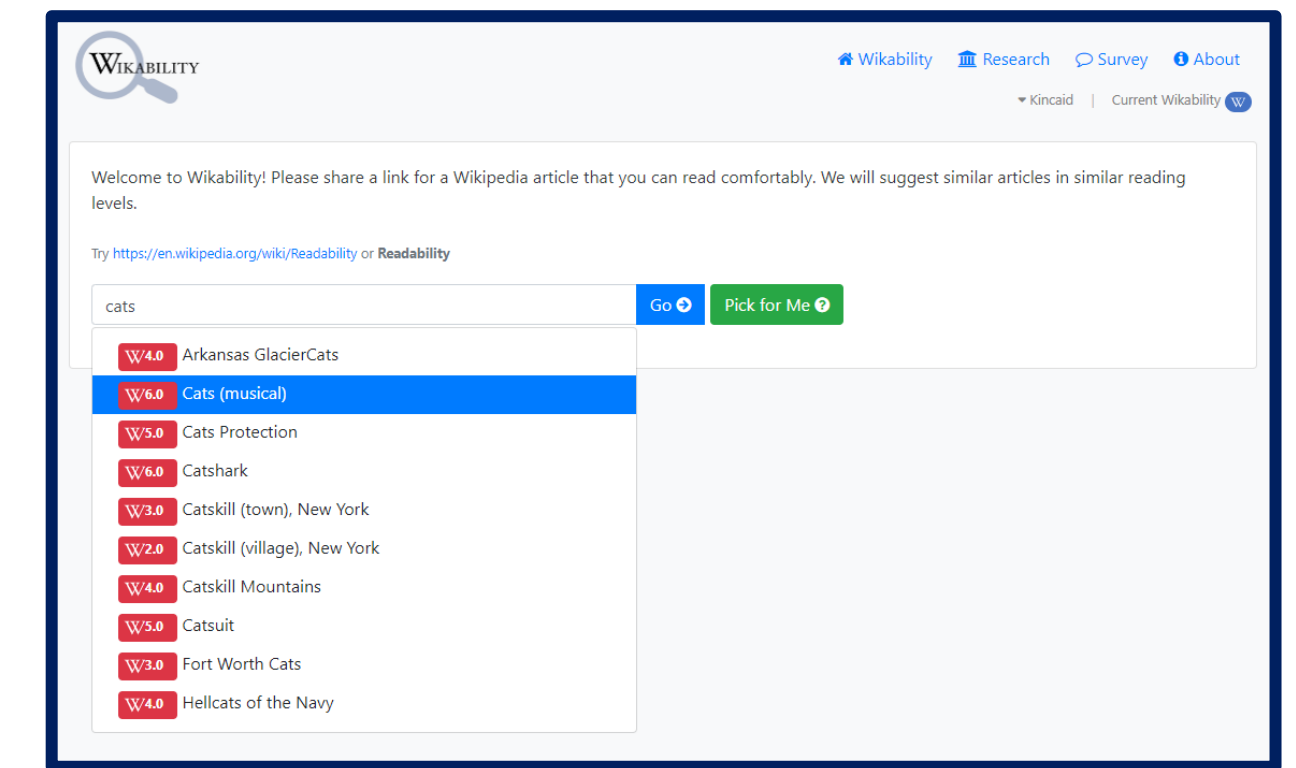 WIKABILITY
Wikability Research Survey About
Kincaid | Current Wikability W
Welcome to Wikability! Please share a link for a Wikipedia article that you can read comfortably. We will suggest similar articles in similar reading
levels.
Try https://en.wikipedia.org/wiki/Readability or Readability
cats Go Pick for Me
W4.0 Arkansas GlacierCats
W6.0 Cats (musical)
W5.0 Cats Protection
W6.0 Catshark
W3.0 Catskill (town), New York
W2.0 Catskill (village), New York
W4.0 Catskill Mountains
W5.0 Catsuit
W3.0 Fort Worth Cats
W4.0 Hellcats of the Navy